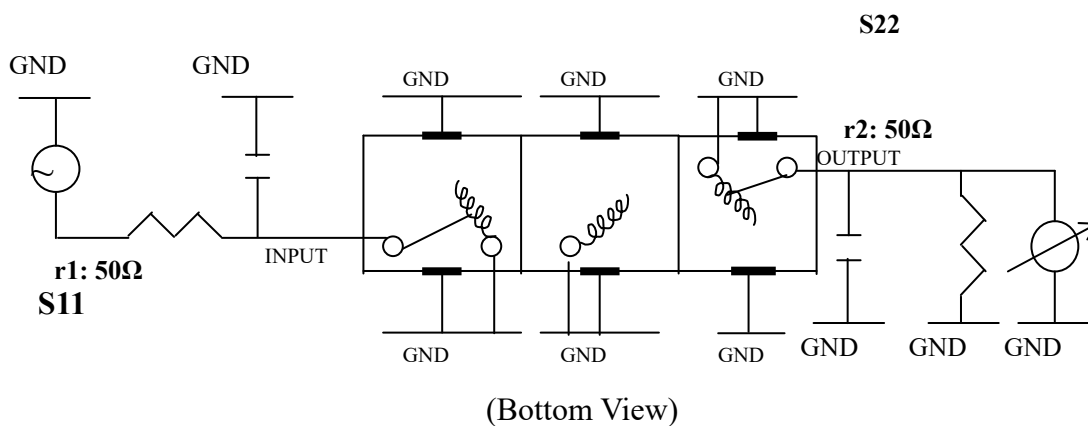 S22
GND
GND
GND
GND
GND
r2: 50Ω
OUTPUT
INPUT
r1: 50Ω
S11
GND
GND
GND
GND
GND
GND
(Bottom View)